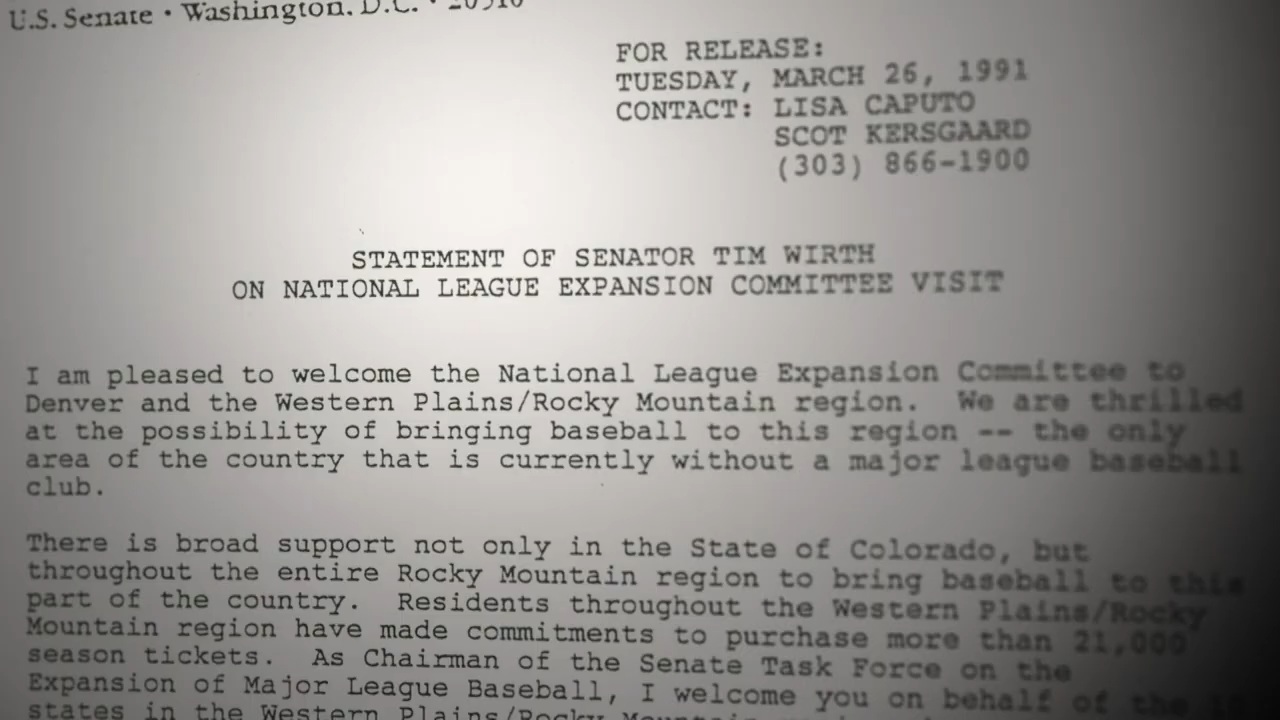 U.S. Senate • Washington, D.C. • 20510
FOR RELEASE:
TUESDAY, MARCH 26, 1991
CONTACT: LISA CAPUTO
SCOT KERSGAARD
(303) 866-1900
STATEMENT OF SENATOR TIM WIRTH
ON NATIONAL LEAGUE EXPANSION COMMITTEE VISIT
I am pleased to welcome the National League Expansion Committee to
Denver and the Western Plains/Rocky Mountain region. We are thrilled
at the possibility of bringing baseball to this region -- the only
area of the country that is currently without a major league baseball
club.
There is broad support not only in the State of Colorado, but
throughout the entire Rocky Mountain region to bring baseball to this
part of the country. Residents throughout the Western Plains/Rocky
Mountain region have made commitments to purchase more than 21,000
season tickets. As Chairman of the Senate Task Force on the
Expansion of Major League Baseball, I welcome you on behalf of the
states in the Western Plains/Rocky Mountain